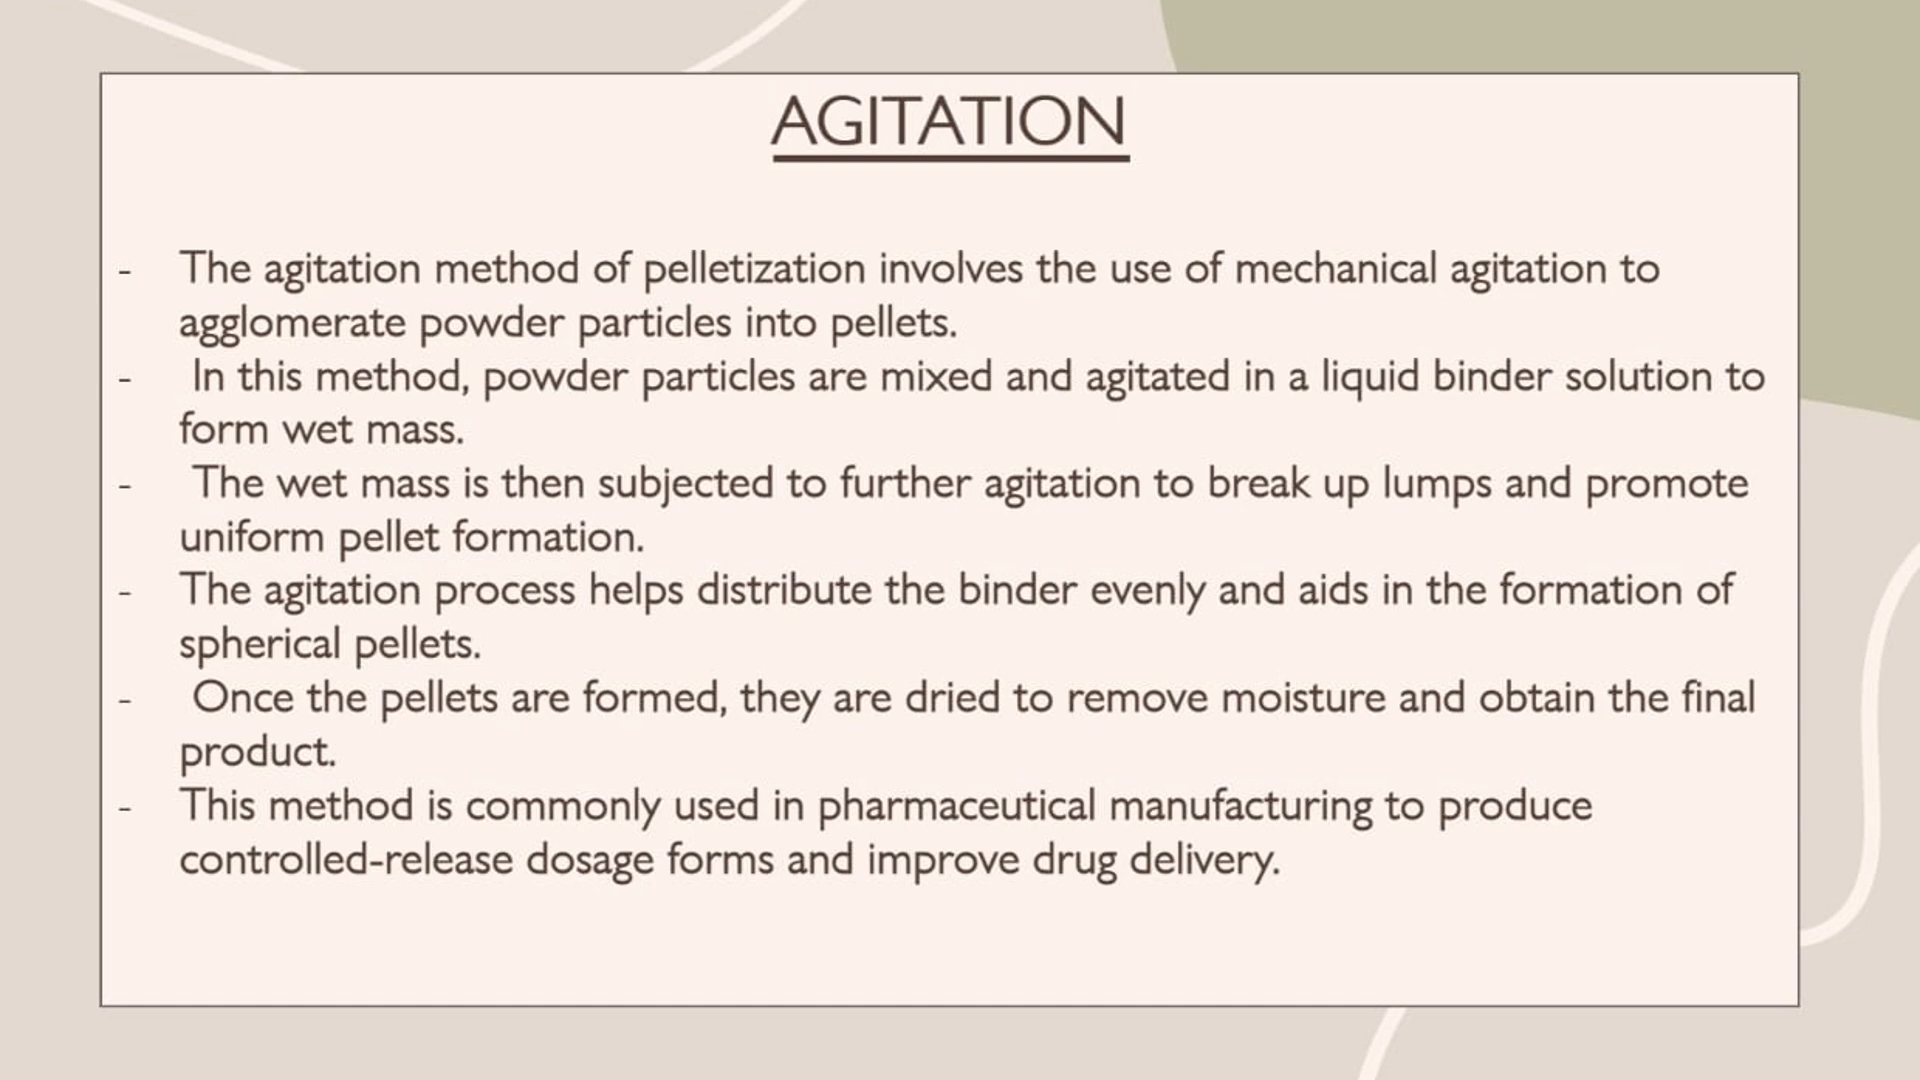 AGITATION
- The agitation method of pelletization involves the use of mechanical agitation to
agglomerate powder particles into pellets.
- In this method, powder particles are mixed and agitated in a liquid binder solution to
form wet mass.
- The wet mass is then subjected to further agitation to break up lumps and promote
uniform pellet formation.
- The agitation process helps distribute the binder evenly and aids in the formation of
spherical pellets.
- Once the pellets are formed, they are dried to remove moisture and obtain the final
product.
- This method is commonly used in pharmaceutical manufacturing to produce
controlled-release dosage forms and improve drug delivery.